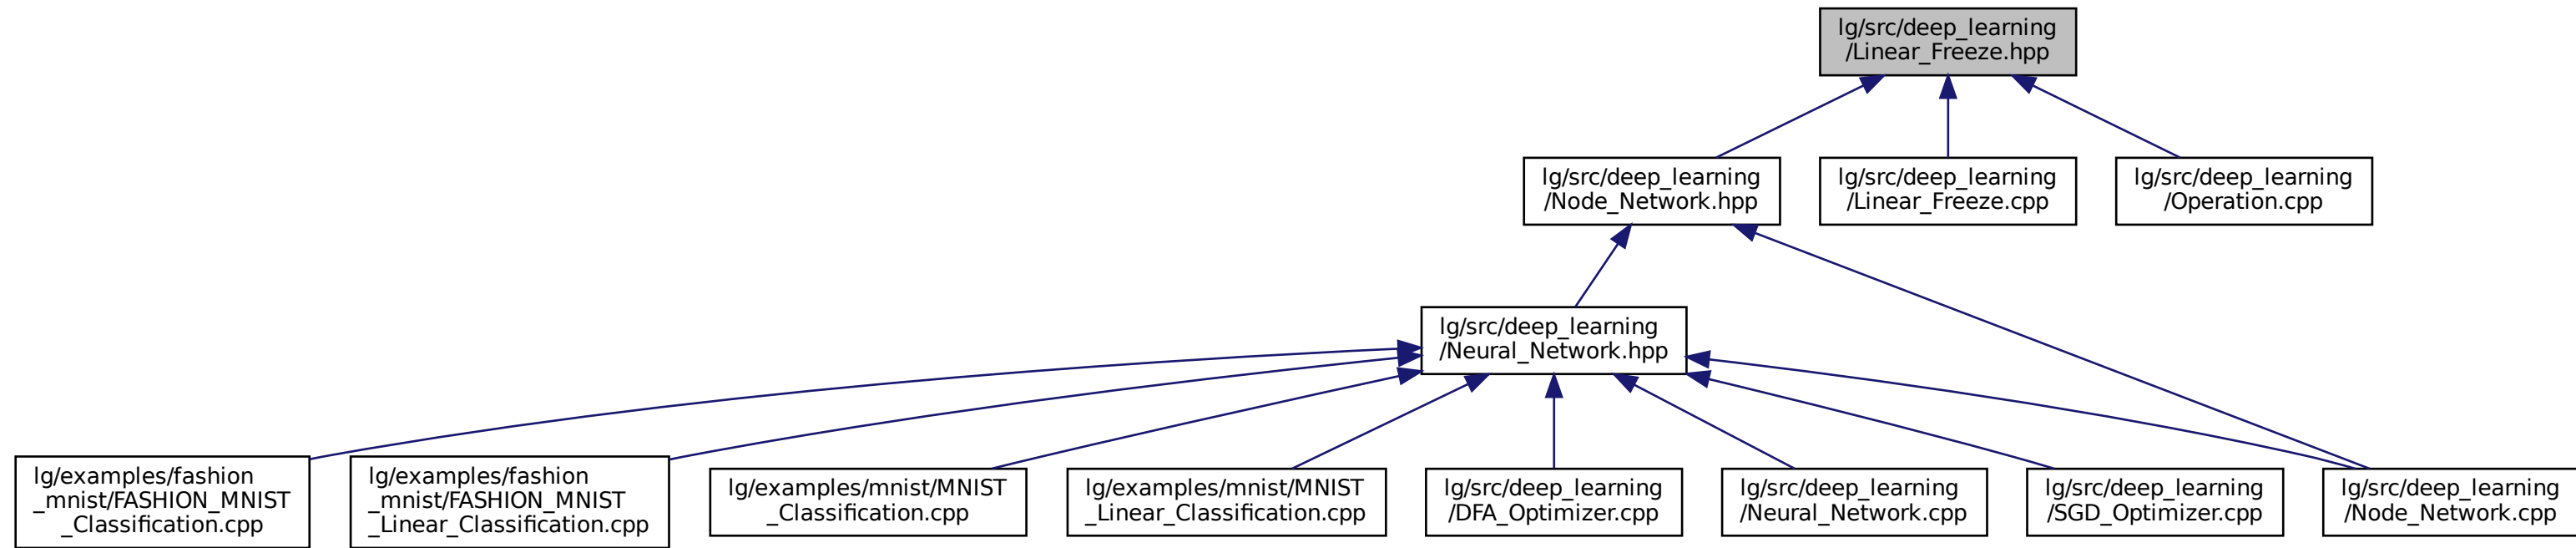 lg/src/deep_learning
/Linear_Freeze.hpp
lg/src/deep_learning
/Node_Network.hpp
lg/src/deep_learning
/Linear_Freeze.cpp
lg/src/deep_learning
/Operation.cpp
lg/src/deep_learning
/Neural_Network.hpp
lg/examples/fashion
_mnist/FASHION_MNIST
_Classification.cpp
lg/examples/fashion
_mnist/FASHION_MNIST
_Linear_Classification.cpp
lg/examples/mnist/MNIST
_Classification.cpp
lg/examples/mnist/MNIST
_Linear_Classification.cpp
lg/src/deep_learning
/DFA_Optimizer.cpp
lg/src/deep_learning
/Neural_Network.cpp
lg/src/deep_learning
/SGD_Optimizer.cpp
lg/src/deep_learning
/Node_Network.cpp